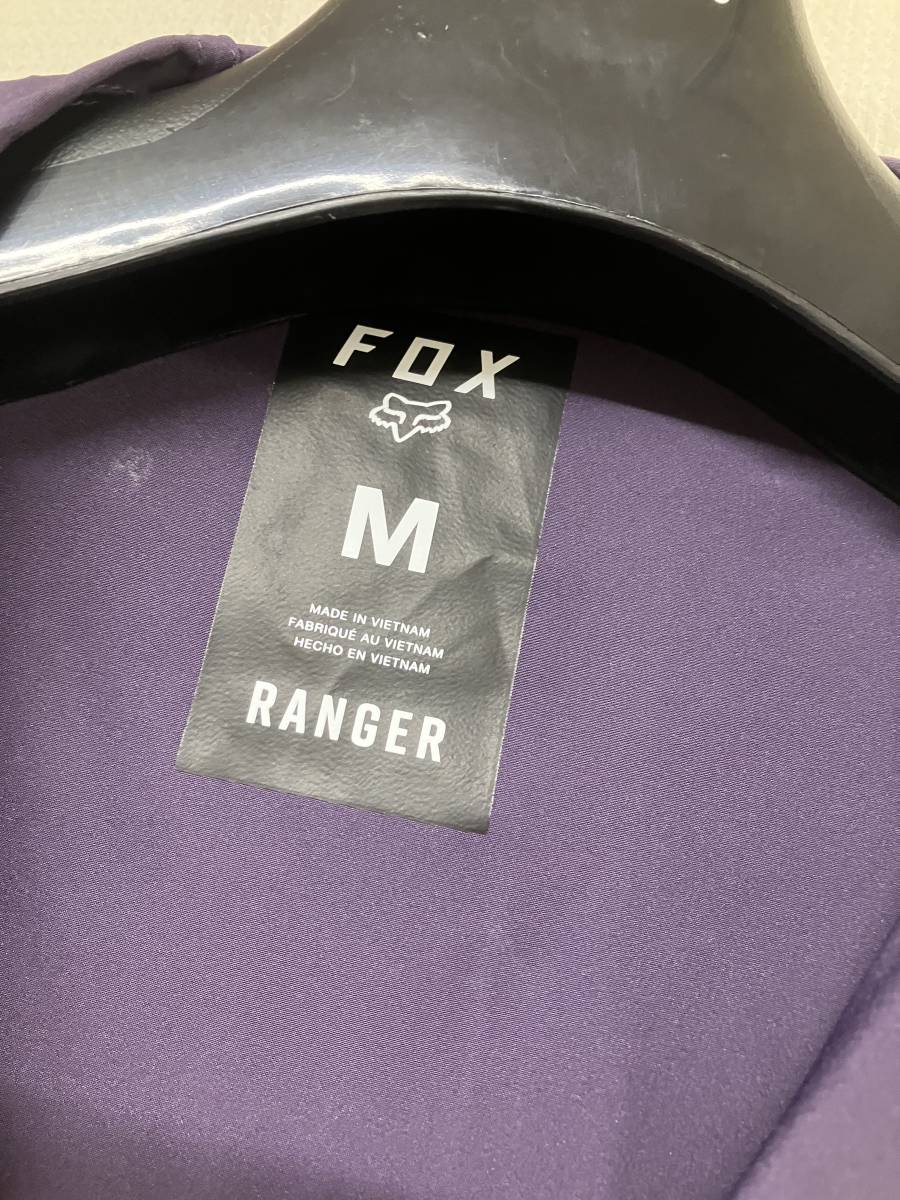 FOX
M
MADE IN VIETNAM
FABRIQUÉ AU VIETNAM
HECHO EN VIETNAM
RANGER